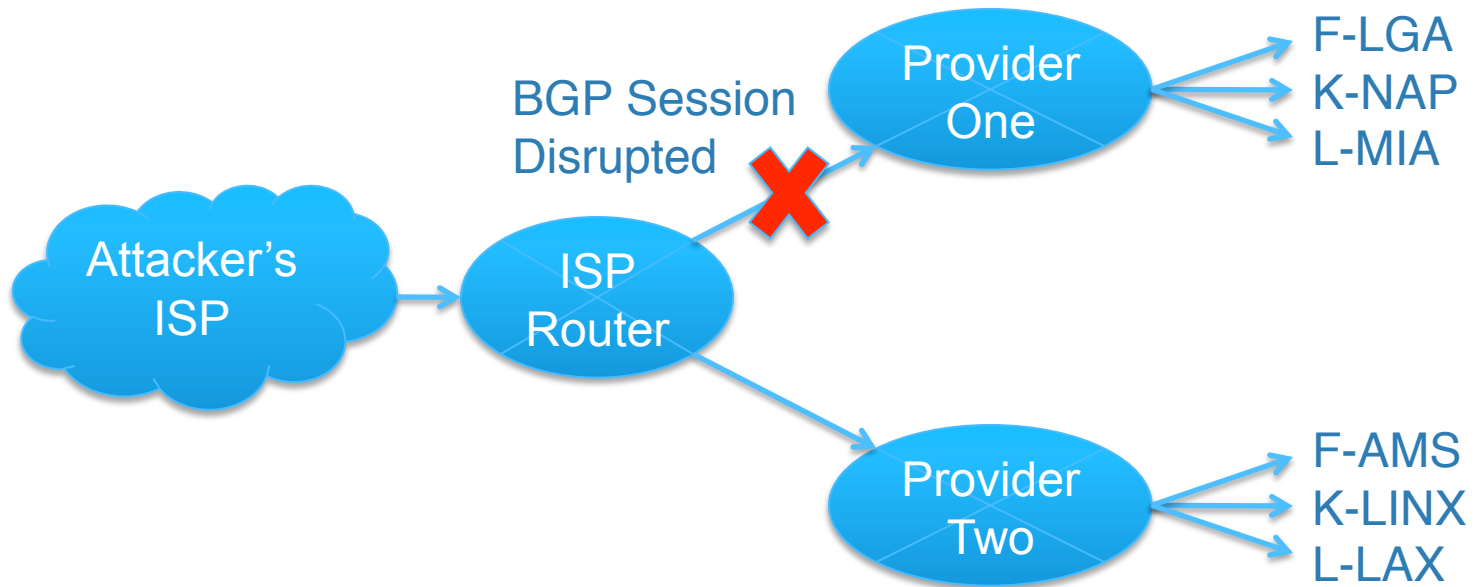 BGP Session
Disrupted
Provider
One
F-LGA
K-NAP
L-MIA
Attacker’s
ISP
ISP
Router
Provider
Two
F-AMS
K-LINX
L-LAX